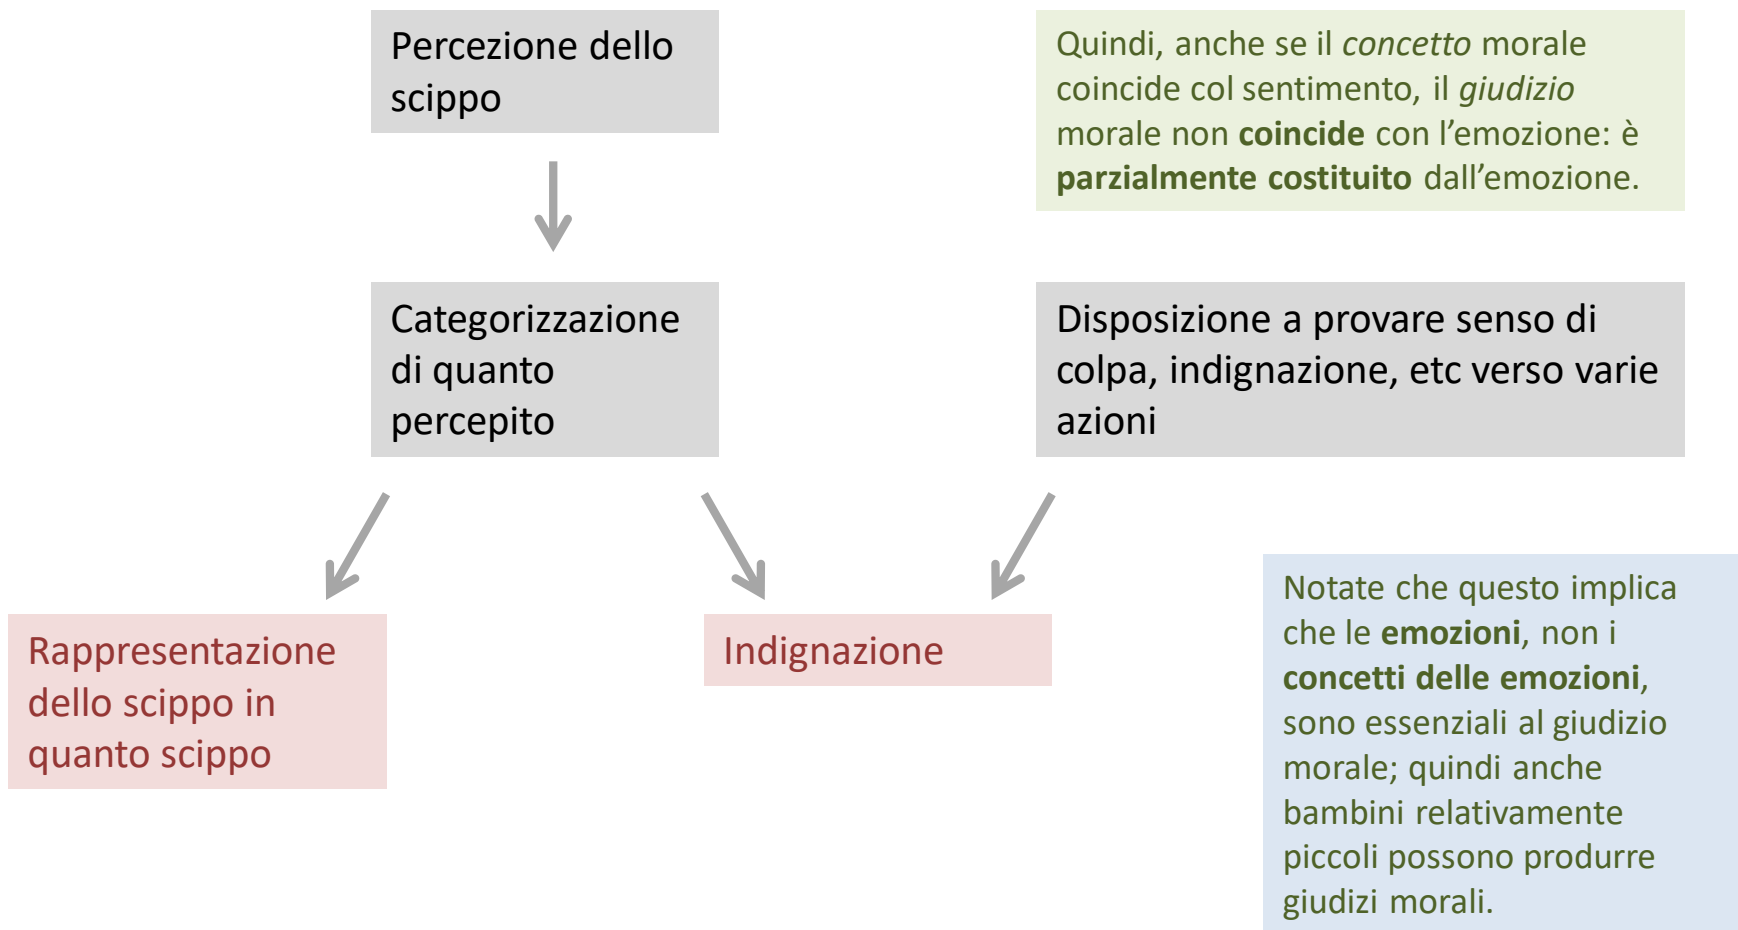 Percezione dello
scippo
Quindi, anche se il concetto morale
coincide col sentimento, il giudizio
morale non coincide con l’emozione: è
parzialmente costituito dall’emozione.
Categorizzazione
di quanto
percepito
Disposizione a provare senso di
colpa, indignazione, etc verso varie
azioni
Rappresentazione
dello scippo in
quanto scippo
Indignazione
Notate che questo implica
che le emozioni, non i
concetti delle emozioni,
sono essenziali al giudizio
morale; quindi anche
bambini relativamente
piccoli possono produrre
giudizi morali.